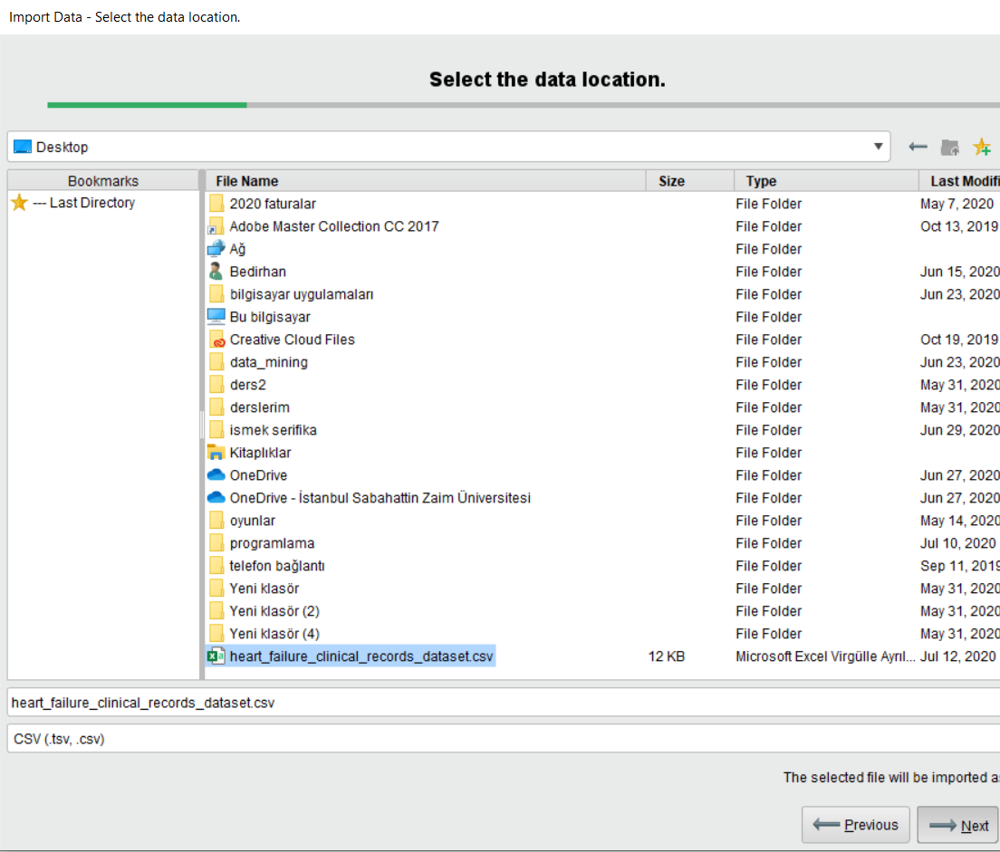 Import Data - Select the data location.
Select the data location.
Desktop
Bookmarks File Name Size Type Last Modifi
--- Last Directory
2020 faturalar File Folder May 7, 2020
Adobe Master Collection CC 2017 File Folder Oct 13, 2019
Ağ File Folder
Bedirhan File Folder Jun 15, 2020
bilgisayar uygulamaları File Folder Jun 23, 2020
Bu bilgisayar File Folder
Creative Cloud Files File Folder Oct 19, 2019
data_mining File Folder Jun 23, 2020
ders2 File Folder May 31, 2020
derslerim File Folder May 31, 2020
ismek serifika File Folder Jun 29, 2020
Kitaplıklar File Folder
OneDrive File Folder Jun 27, 2020
OneDrive - İstanbul Sabahattin Zaim Üniversitesi File Folder Jun 27, 2020
oyunlar File Folder May 14, 2020
programlama File Folder Jul 10, 2020
telefon bağlantı File Folder Sep 11, 2019
Yeni klasör File Folder May 31, 2020
Yeni klasör (2) File Folder May 31, 2020
Yeni klasör (4) File Folder May 31, 2020
heart_failure_clinical_records_dataset.csv 12 KB Microsoft Excel Virgülle Ayrıl... Jul 12, 2020
heart_failure_clinical_records_dataset.csv
CSV (.tsv, .csv)
The selected file will be imported as
Previous Next